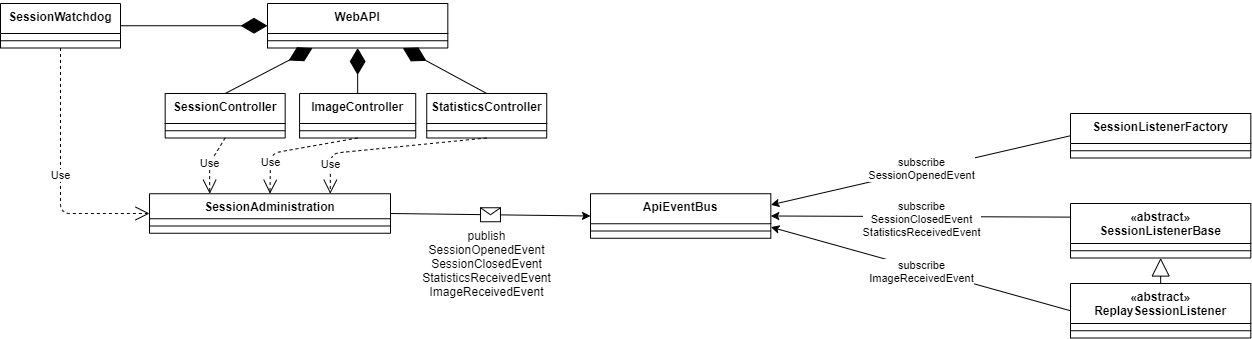 SessionWatchdog
WebAPI
SessionController
ImageController
StatisticsController
Use
Use
Use
Use
SessionAdministration
publish
SessionOpenedEvent
SessionClosedEvent
StatisticsReceivedEvent
ImageReceivedEvent
ApiEventBus
subscribe
SessionOpenedEvent
subscribe
SessionClosedEvent
StatisticsReceivedEvent
subscribe
ImageReceivedEvent
SessionListenerFactory
«abstract»
SessionListenerBase
«abstract»
ReplaySessionListener